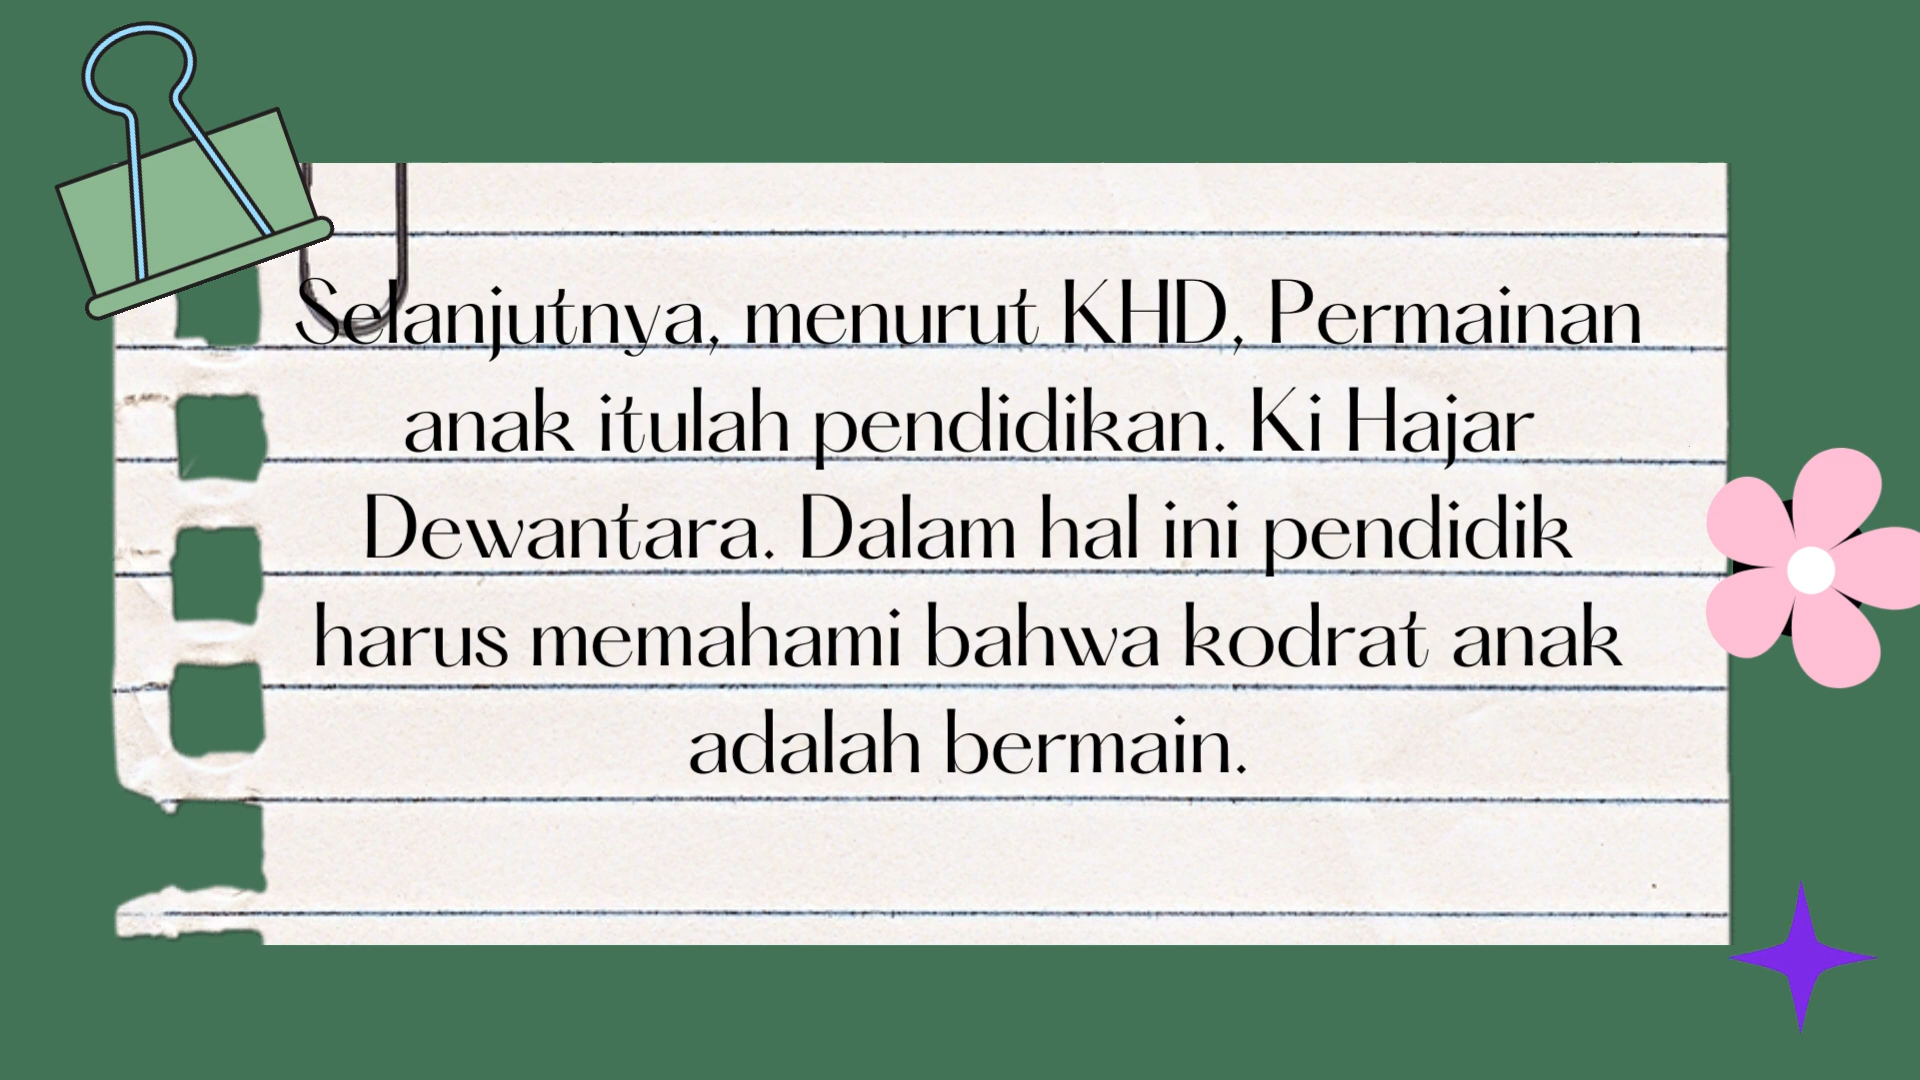 Selanjutnya, menurut KHD, Permainan
anak itulah pendidikan. Ki Hajar
Dewantara. Dalam hal ini pendidik
harus memahami bahwa kodrat anak
adalah bermain.